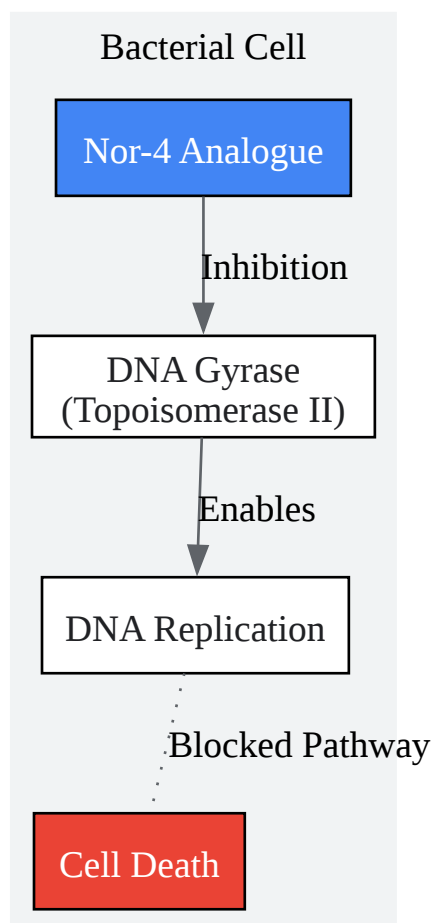 Bacterial Cell
Nor-4 Analogue
Inhibition
DNA Gyrase
(Topoisomerase II)
Enables
DNA Replication
Blocked Pathway
Cell Death